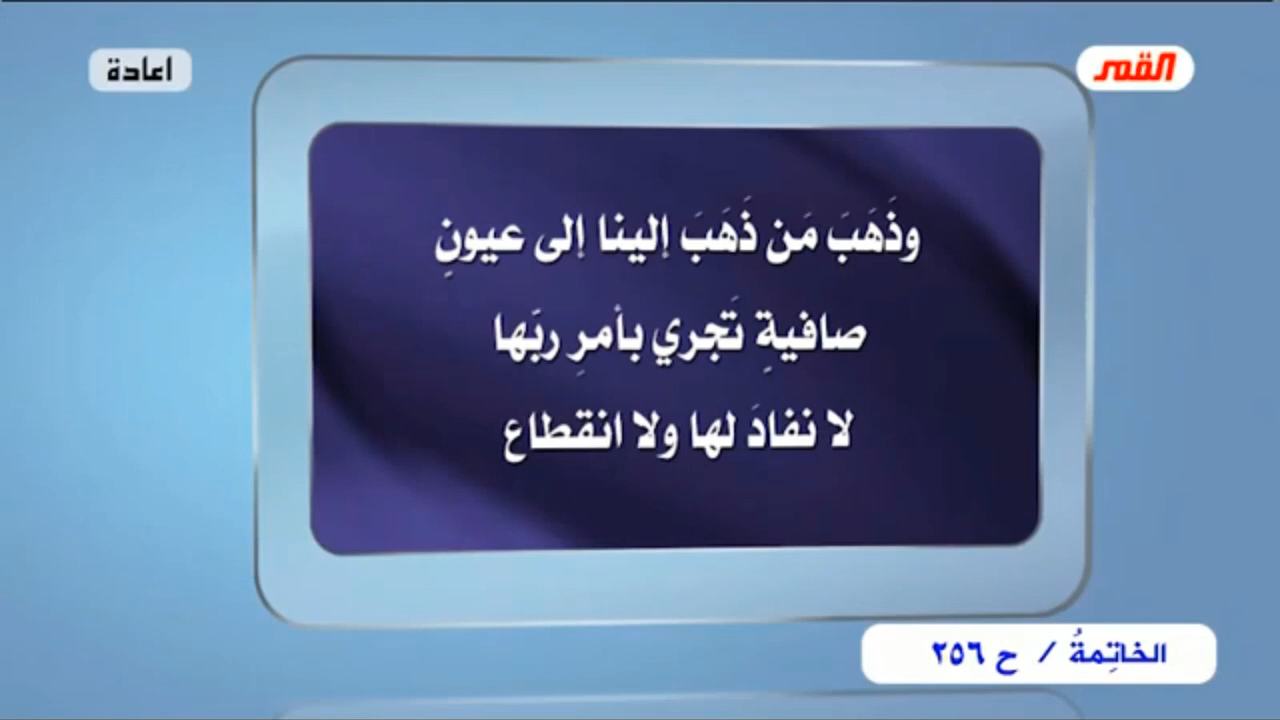 اعادة
القمر
وذَهَبَ مَن ذَهَبَ إلينا إلى عيونِ
صافيةِ تَجري بأمرِ ربَها
لا نفادَ لها ولا انقطاع
الخاتِمةُ / ح ٢٥٦